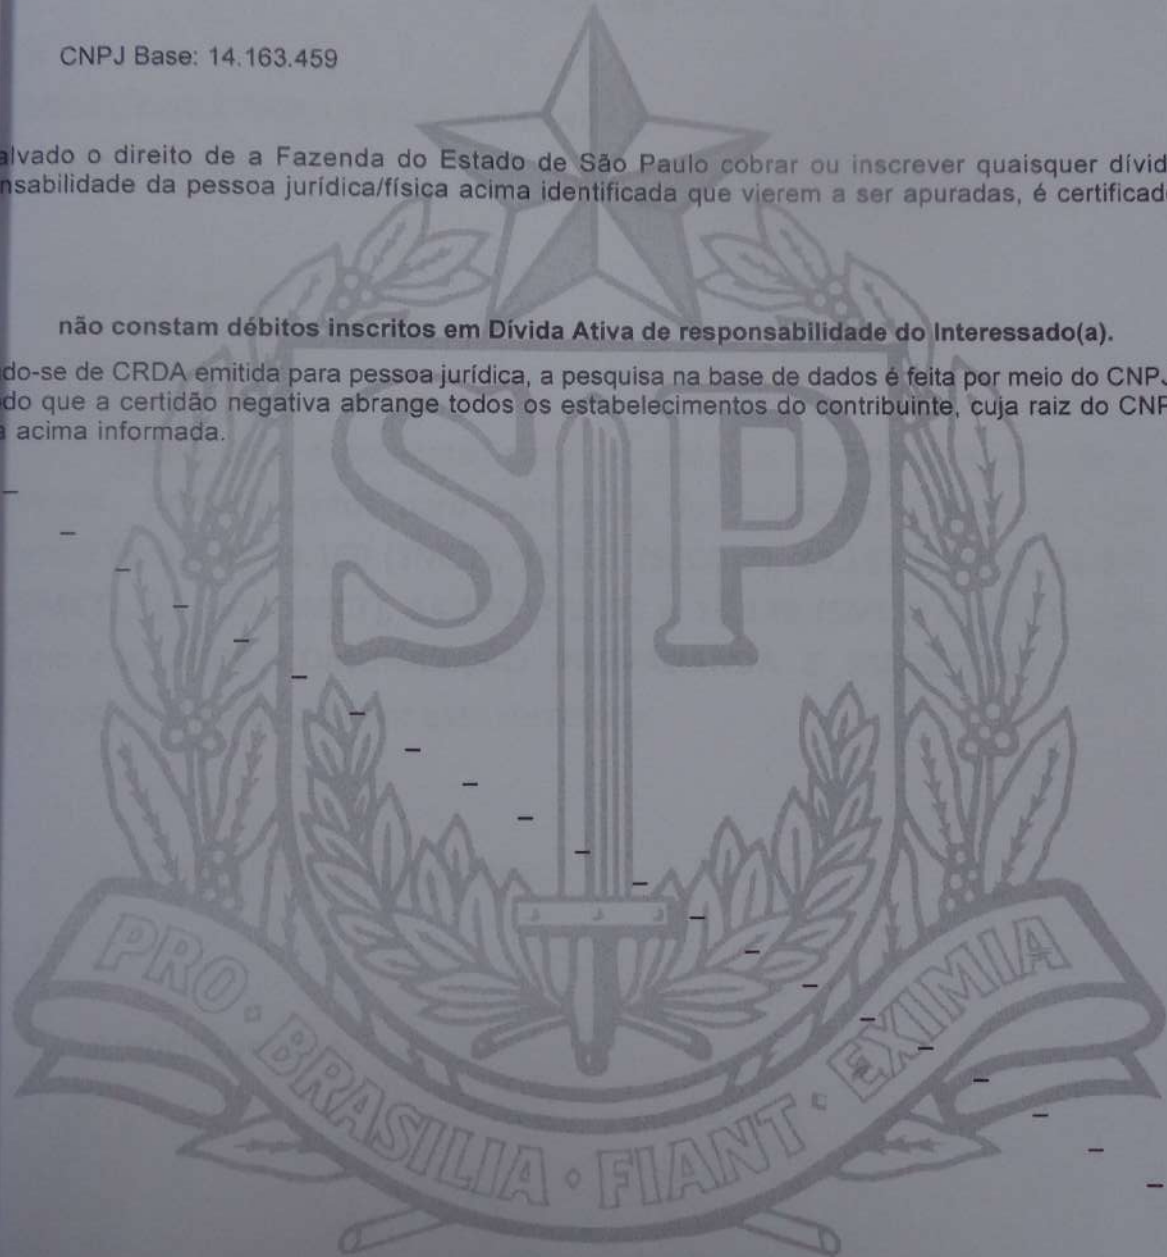 CNPJ Base: 14.163.459
alvado o direito de a Fazenda do Estado de São Paulo cobrar ou inscrever quaisquer dívid
nsabilidade da pessoa jurídica/física acima identificada que vierem a ser apuradas, é certificad
não constam débitos inscritos em Dívida Ativa de responsabilidade do Interessado(a).
do-se de CRDA emitida para pessoa jurídica, a pesquisa na base de dados é feita por meio do CNPJ
do que a certidão negativa abrange todos os estabelecimentos do contribuinte, cuja raiz do CNP
a acima informada.
SP
PRO · BRASILIA · FIANT · EXIMIA